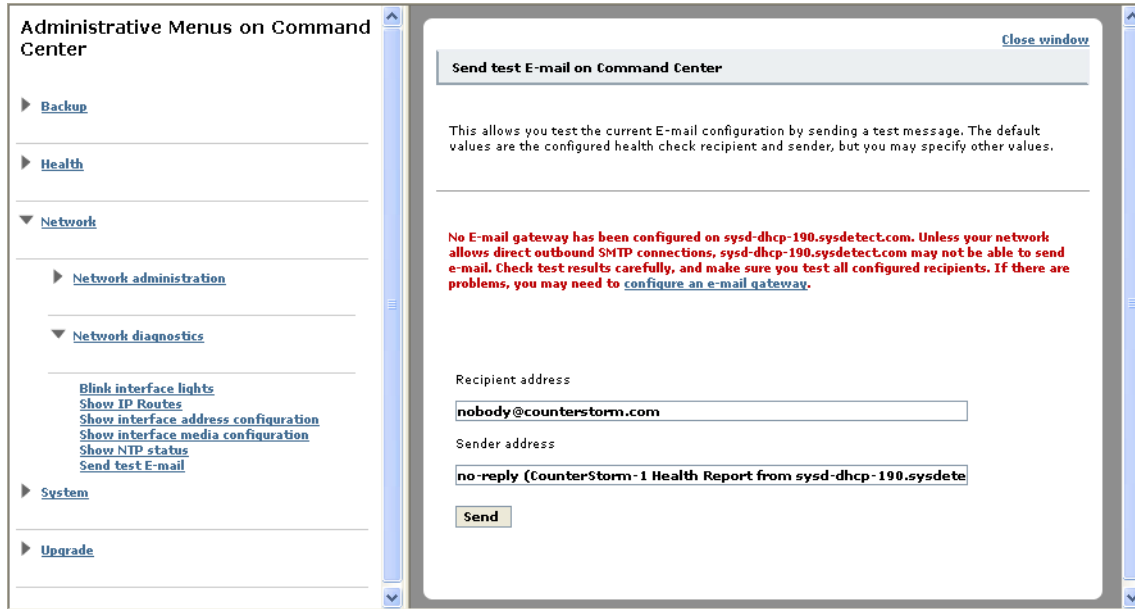 Administrative Menus on Command
Center
Backup
Health
Network
Network administration
Network diagnostics
Blink interface lights
Show IP Routes
Show interface address configuration
Show interface media configuration
Show NTP status
Send test E-mail
System
Upgrade
Close window
Send test E-mail on Command Center
This allows you test the current E-mail configuration by sending a test message. The default
values are the configured health check recipient and sender, but you may specify other values.
No E-mail gateway has been configured on sysd-dhcp-190.sysdetect.com. Unless your network
allows direct outbound SMTP connections, sysd-dhcp-190.sysdetect.com may not be able to send
e-mail. Check test results carefully, and make sure you test all configured recipients. If there are
problems, you may need to configure an e-mail gateway.
Recipient address
nobody@counterstorm.com
Sender address
no-reply (CounterStorm-1 Health Report from sysd-dhcp-190.sysdete
Send